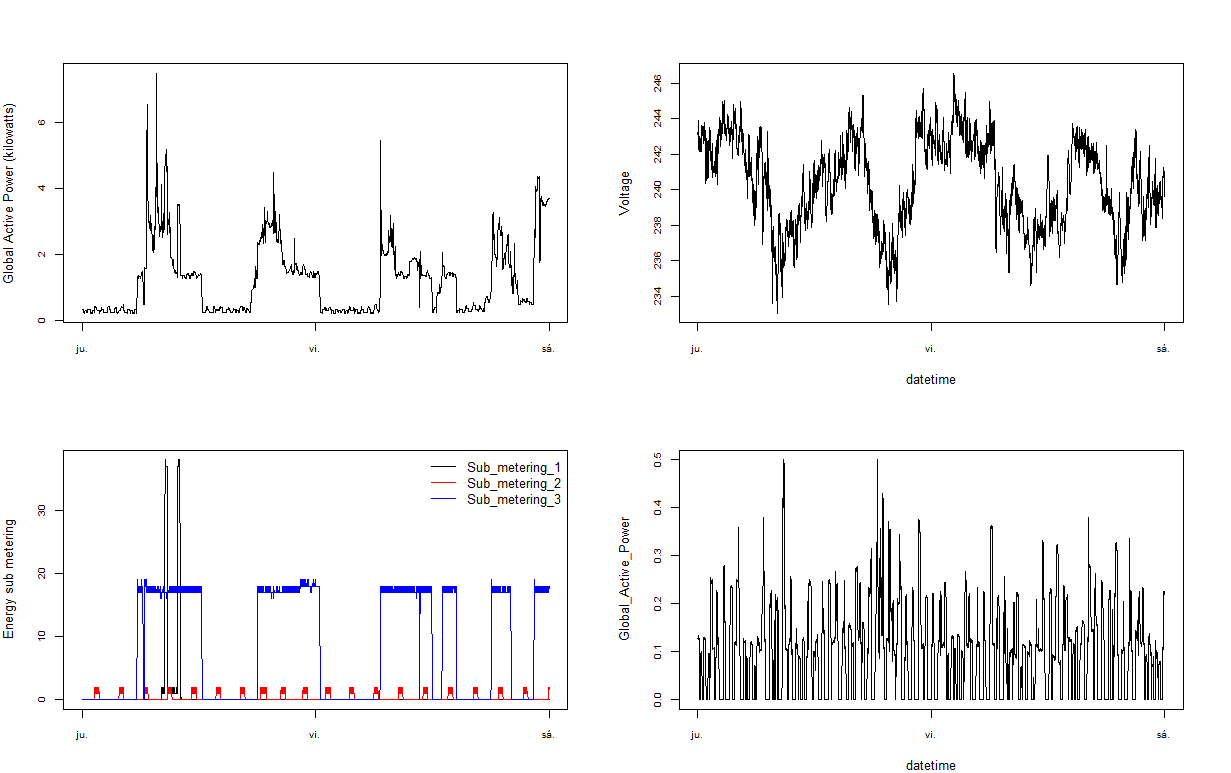 Global Active Power (kilowatts)
0
2
4
6
ju.
vi.
sá.
Voltage
234
236
238
240
242
244
246
ju.
vi.
sá.
datetime
Energy sub metering
0
10
20
30
Sub_metering_1
Sub_metering_2
Sub_metering_3
ju.
vi.
sá.
Global_Active_Power
0.0
0.1
0.2
0.3
0.4
0.5
ju.
vi.
sá.
datetime